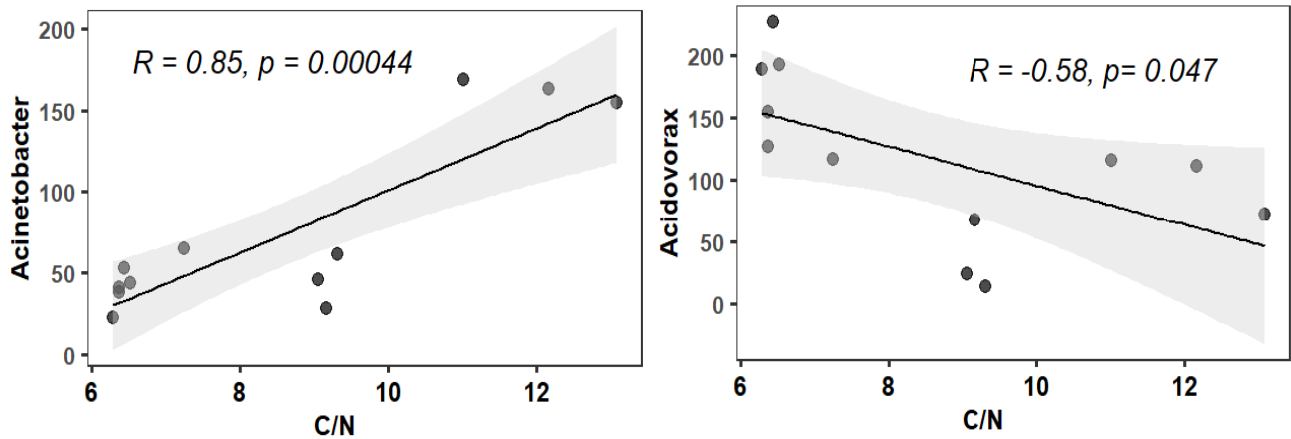 Acinetobacter
200
150
100
50
0
R = 0.85, p = 0.00044
6 8 10 12
C/N
Acidovorax
200
150
100
50
0
R = -0.58, p= 0.047
6 8 10 12
C/N